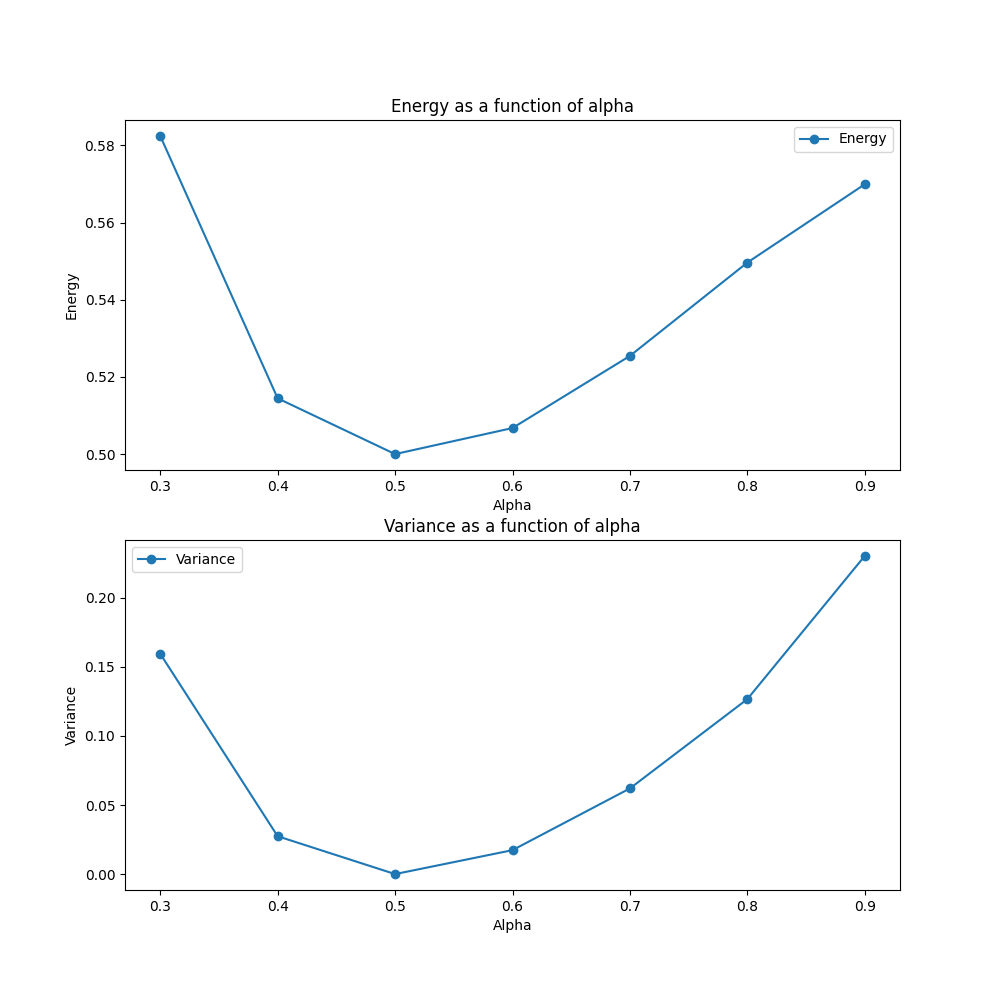 Energy as a function of alpha
Energy
0.58
0.56
0.54
0.52
0.50
Energy
0.3 0.4 0.5 0.6 0.7 0.8 0.9
Alpha
Variance as a function of alpha
Variance
0.20
0.15
0.10
0.05
0.00
Variance
0.3 0.4 0.5 0.6 0.7 0.8 0.9
Alpha